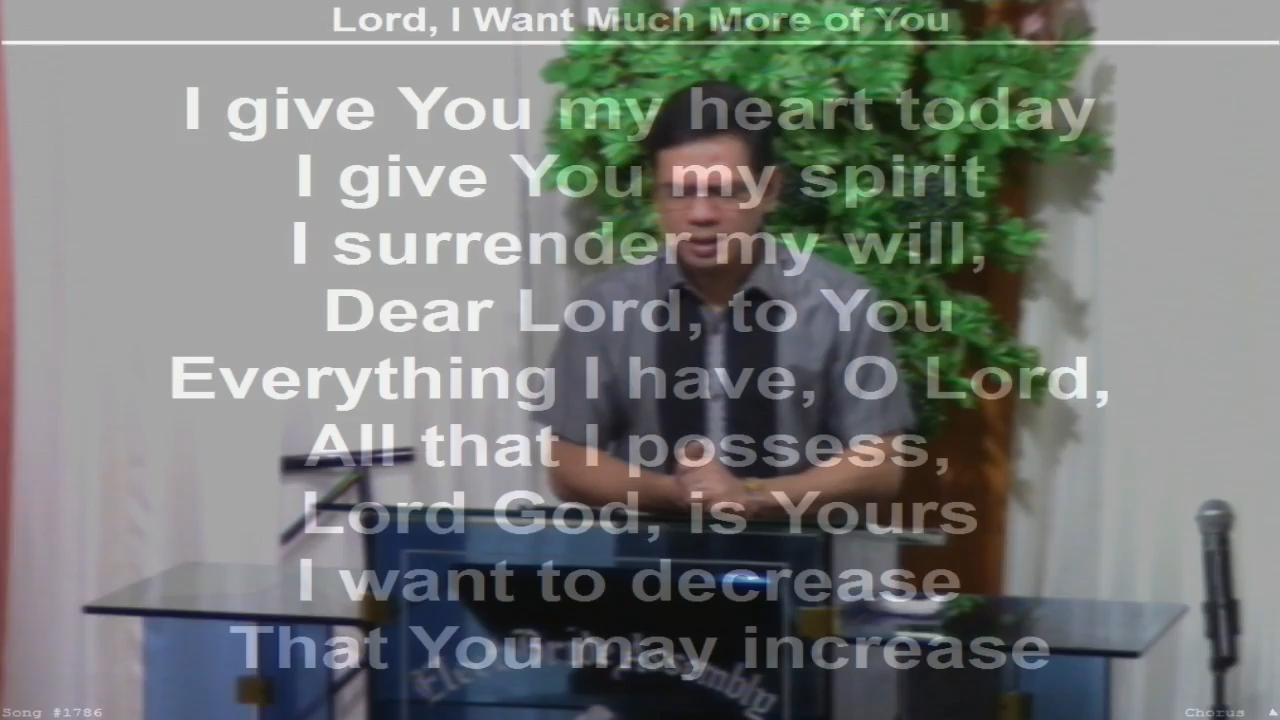 Lord, I Want Much More of You
I give You my heart today
I give You my spirit
I surrender my will,
Dear Lord, to You
Everything I have, O Lord,
All that I possess,
Lord God, is Yours
I want to decrease
That You may increase
Assembly
Song #1786
Chorus ▲